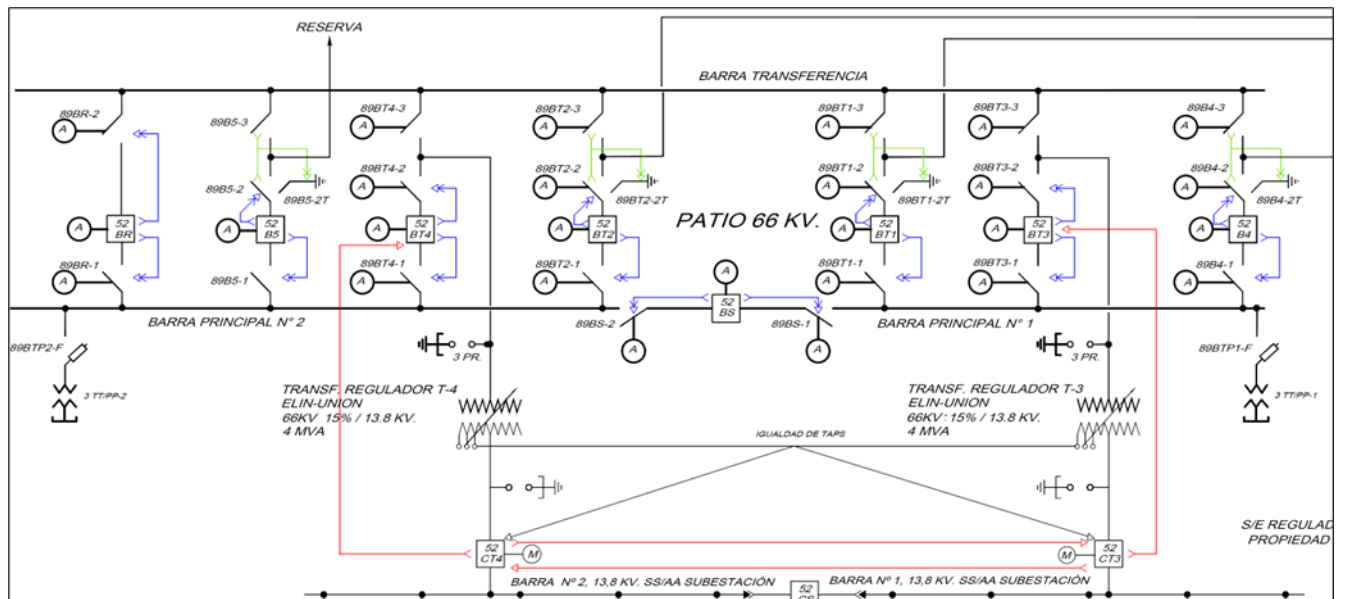 RESERVA
BARRA TRANSFERENCIA
89BR-2
A
89B5-3
89BT4-3
A
89BT2-3
A
89BT1-3
A
89BT3-3
A
89B4-3
A
89B5-2
89B5-2T
89BT4-2
A
89BT2-2
A
89BT2-2T
89BT1-2
A
89BT1-2T
89BT3-2
A
89B4-2
A
89B4-2T
PATIO 66 KV.
A
52
BR
A
52
B5
A
52
BT4
A
52
BT2
A
52
BT1
A
52
BT3
A
52
B4
89BR-1
A
89B5-1
89BT4-1
A
89BT2-1
A
A
89BT1-1
A
89BT3-1
A
89B4-1
A
52
BS
89BS-2
89BS-1
A
A
BARRA PRINCIPAL N° 2
BARRA PRINCIPAL N° 1
89BTP2-F
3 TT/PP-2
3 PR.
3 PR.
89BTP1-F
3 TT/PP-1
TRANSF. REGULADOR T-4
ELIN-UNION
66KV 15% / 13.8 KV.
4 MVA
TRANSF. REGULADOR T-3
ELIN-UNION
66KV: 15% / 13.8 KV.
4 MVA
IGUALDAD DE TAPS
52
CT4
M
M
52
CT3
S/E REGULAD
PROPIEDAD
BARRA Nº 2, 13,8 KV. SS/AA SUBESTACIÓN
52
BARRA Nº 1, 13,8 KV. SS/AA SUBESTACIÓN